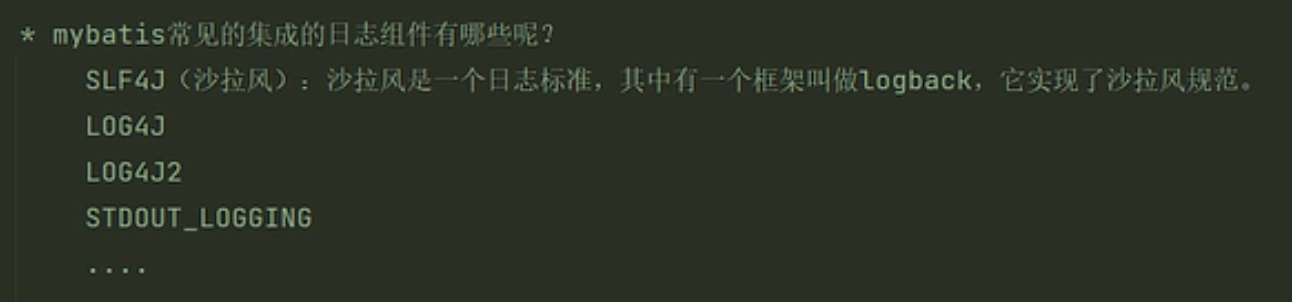 * mybatis常见的集成的日志组件有哪些呢?
SLF4J（沙拉风）: 沙拉风是一个日志标准，其中有一个框架叫做logback，它实现了沙拉风规范。
LOG4J
LOG4J2
STDOUT_LOGGING
....